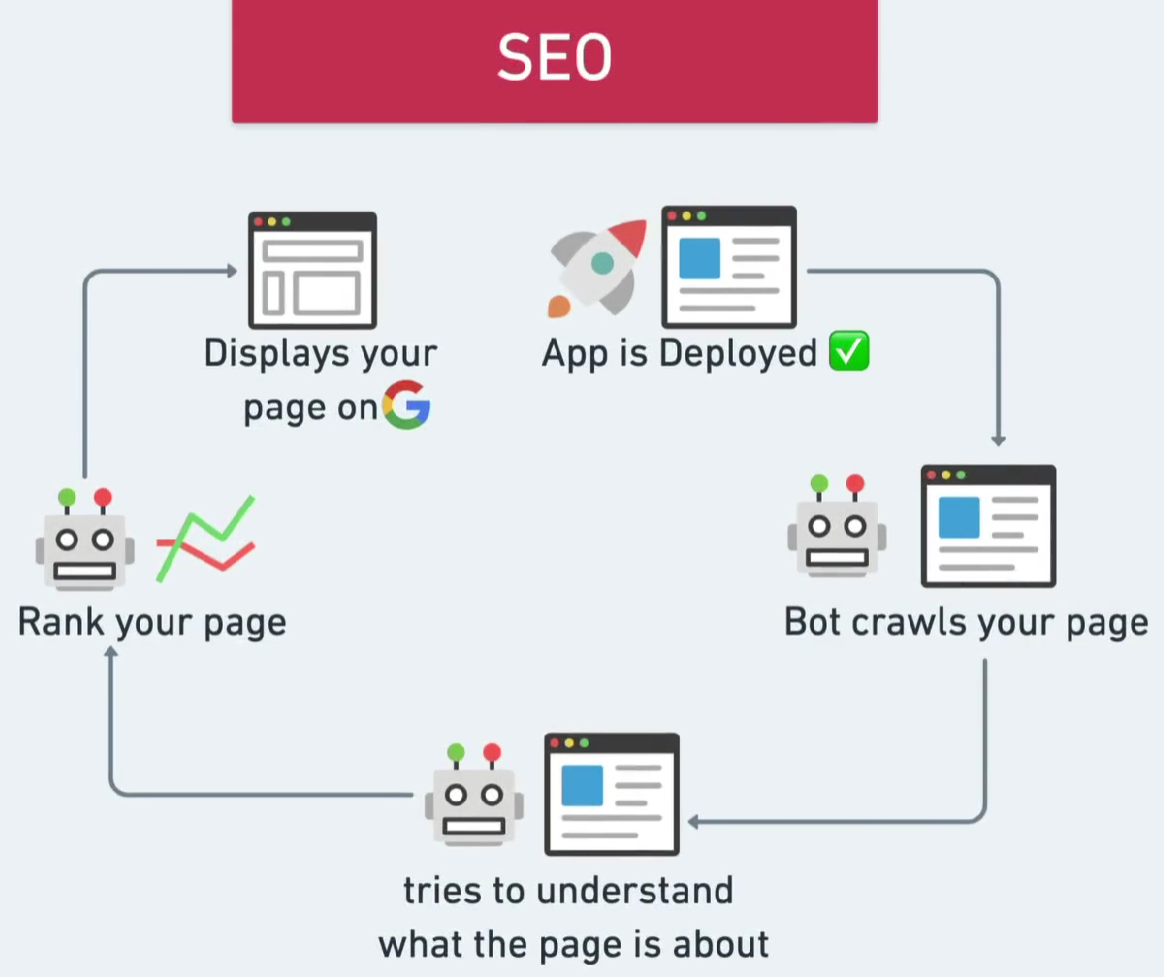 SEO
App is Deployed ✅
Bot crawls your page
tries to understand
what the page is about
Rank your page
Displays your
page on G